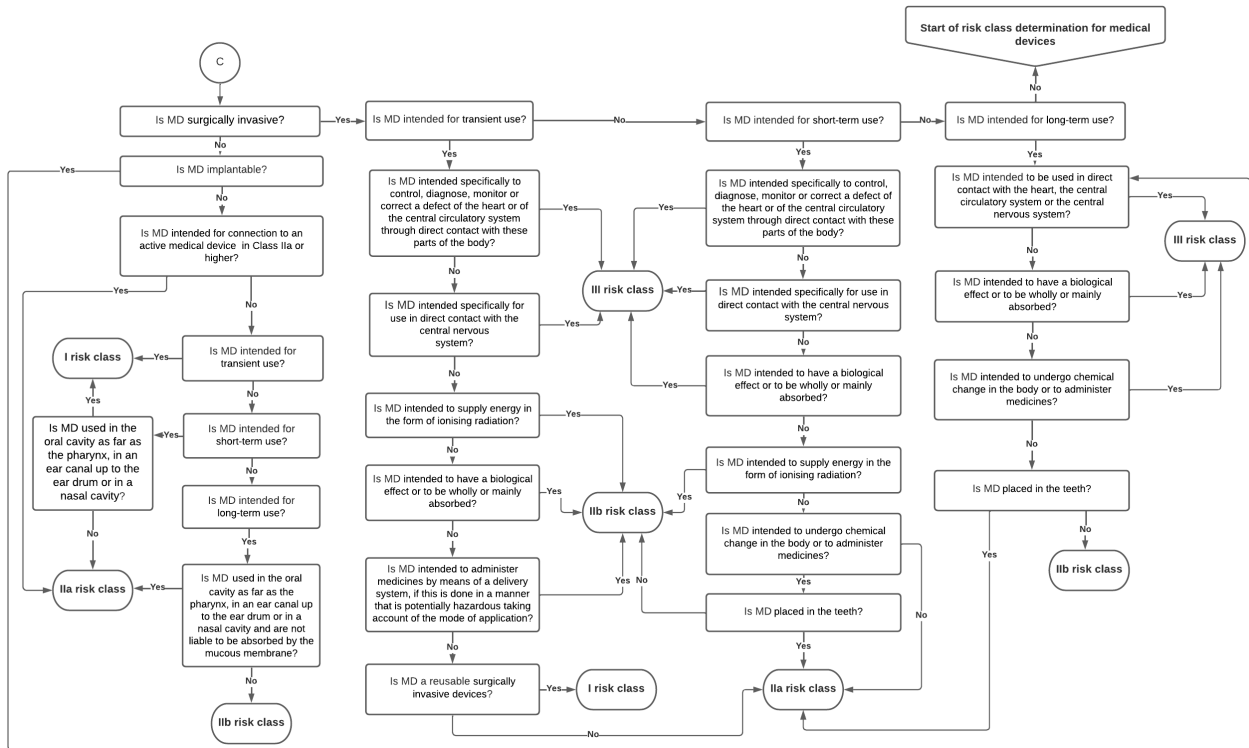 Start of risk class determination for medical
devices
C
No
Is MD surgically invasive?
Yes
Is MD intended for transient use?
No
Is MD intended for short-term use?
No
Is MD intended for long-term use?
No
Yes
Is MD implantable?
No
Is MD intended for connection to an
active medical device in Class IIa or
higher?
Yes
No
I risk class
Yes
Is MD intended for
transient use?
Yes
No
Is MD used in the
oral cavity as far as
the pharynx, in an
ear canal up to the
ear drum or in a
nasal cavity?
Yes
Is MD intended for
short-term use?
No
Is MD intended for
long-term use?
No
Yes
IIa risk class
Yes
Is MD used in the oral
cavity as far as the
pharynx, in an ear canal up
to the ear drum or in a
nasal cavity and are not
liable to be absorbed by the
mucous membrane?
No
IIb risk class
Yes
Is MD intended specifically to
control, diagnose, monitor or
correct a defect of the heart or of
the central circulatory system
through direct contact with these
parts of the body?
Yes
No
Is MD intended specifically for
use in direct contact with the
central nervous
system?
Yes
No
Is MD intended to supply energy in
the form of ionising radiation?
Yes
No
Is MD intended to have a biological
effect or to be wholly or mainly
absorbed?
Yes
No
Is MD intended to administer
medicines by means of a delivery
system, if this is done in a manner
that is potentially hazardous taking
account of the mode of application?
Yes
No
Is MD a reusable surgically
invasive devices?
Yes
I risk class
No
III risk class
IIb risk class
Yes
Is MD intended specifically to control,
diagnose, monitor or correct a defect of
the heart or of the central circulatory
system through direct contact with these
parts of the body?
Yes
No
Is MD intended specifically for use in
direct contact with the central nervous
system?
Yes
No
Is MD intended to have a biological
effect or to be wholly or mainly
absorbed?
Yes
No
Is MD intended to supply energy in the
form of ionising radiation?
Yes
No
Is MD intended to undergo chemical
change in the body or to administer
medicines?
No
Yes
Is MD placed in the teeth?
No
Yes
IIa risk class
Yes
Is MD intended to be used in direct
contact with the heart, the central
circulatory system or the central
nervous system?
Yes
III risk class
No
Is MD intended to have a biological
effect or to be wholly or mainly
absorbed?
Yes
No
Is MD intended to undergo chemical
change in the body or to administer
medicines?
Yes
No
Is MD placed in the teeth?
Yes
No
IIb risk class